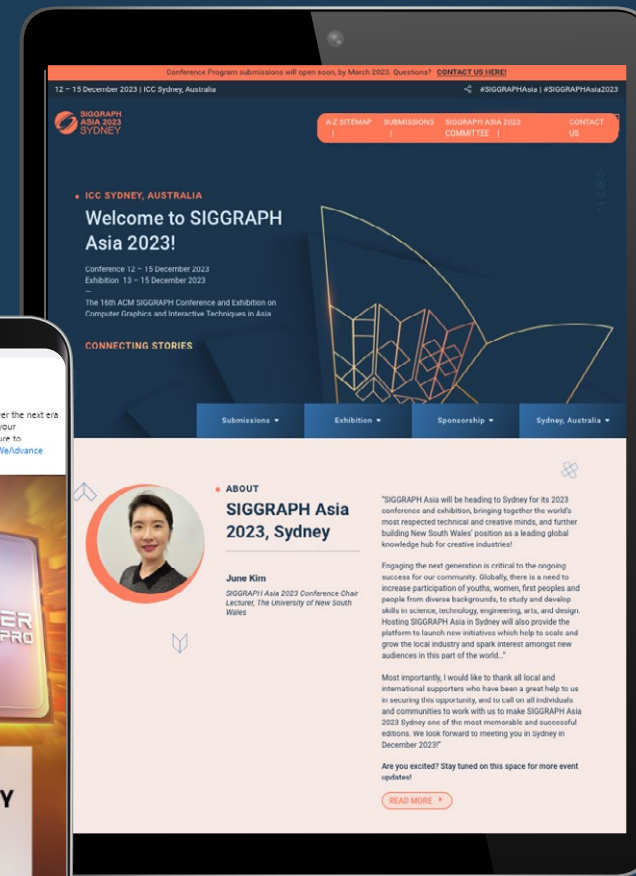 Conference Program submissions will open soon, by March 2023. Questions? CONTACT US HERE!
12 – 15 December 2023 | ICC Sydney, Australia
#SIGGRAPHAsia | #SIGGRAPHAsia2023
SIGGRAPH
ASIA 2023
SYDNEY
A-Z SITEMAP | SUBMISSIONS | SIGGRAPH ASIA 2023 COMMITTEE | CONTACT US
ICC SYDNEY, AUSTRALIA
Welcome to SIGGRAPH
Asia 2023!
Conference 12 – 15 December 2023
Exhibition 13 – 15 December 2023
—
The 16th ACM SIGGRAPH Conference and Exhibition on
Computer Graphics and Interactive Techniques in Asia
CONNECTING STORIES
Submissions
Exhibition
Sponsorship
Sydney, Australia
ABOUT
SIGGRAPH Asia
2023, Sydney
June Kim
SIGGRAPH Asia 2023 Conference Chair
Lecturer, The University of New South
Wales
"SIGGRAPH Asia will be heading to Sydney for its 2023
conference and exhibition, bringing together the world's
most respected technical and creative minds, and further
building New South Wales' position as a leading global
knowledge hub for creative industries!
Engaging the next generation is critical to the ongoing
success for our community. Globally, there is a need to
increase participation of youths, women, first peoples and
people from diverse backgrounds, to study and develop
skills in science, technology, engineering, arts, and design.
Hosting SIGGRAPH Asia in Sydney will also provide the
platform to launch new initiatives which help to scale and
grow the local industry and spark interest amongst new
audiences in this part of the world..."
Most importantly, I would like to thank all local and
international supporters who have been a great help to us
in securing this opportunity, and to call on all individuals
and communities to work with us to make SIGGRAPH Asia
2023 Sydney one of the most memorable and successful
editions. We look forward to meeting you in Sydney in
December 2023!"
Are you excited? Stay tuned on this space for more event
updates!
READ MORE
er the next era
your
ure to
WeAdvance
ER
PRO
Y